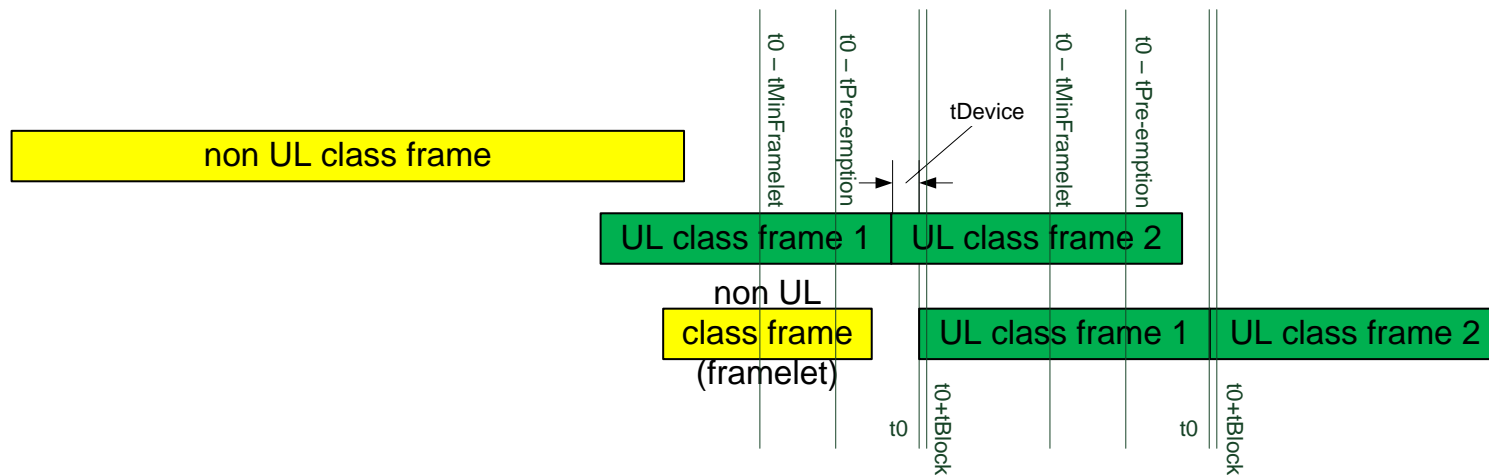 t0 – tMinFramelet
t0 – tPre-emption
tDevice
t0 – tMinFramelet
t0 – tPre-emption
non UL class frame
UL class frame 1
UL class frame 2
non UL
class frame
(framelet)
UL class frame 1
UL class frame 2
t0
t0+tBlock
t0
t0+tBlock